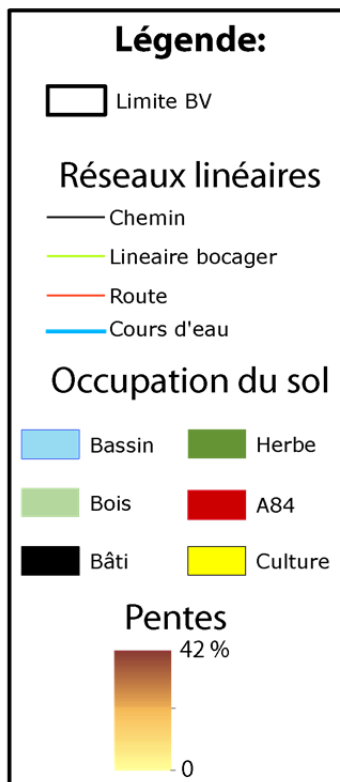 Légende:
Limite BV
Réseaux linéaires
Chemin
Lineaire bocager
Route
Cours d'eau
Occupation du sol
Bassin Herbe
Bois A84
Bâti Culture
Pentes
42 %
0